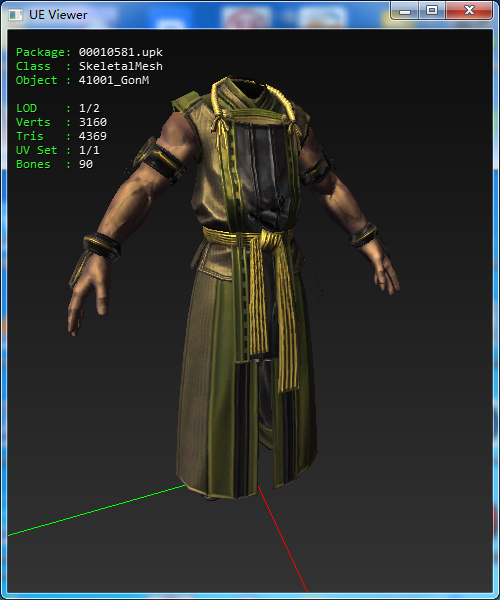 UE Viewer
Package: 00010581.upk
Class : SkeletalMesh
Object : 41001_GonM
LOD : 1/2
Verts : 3160
Tris : 4369
UV Set : 1/1
Bones : 90